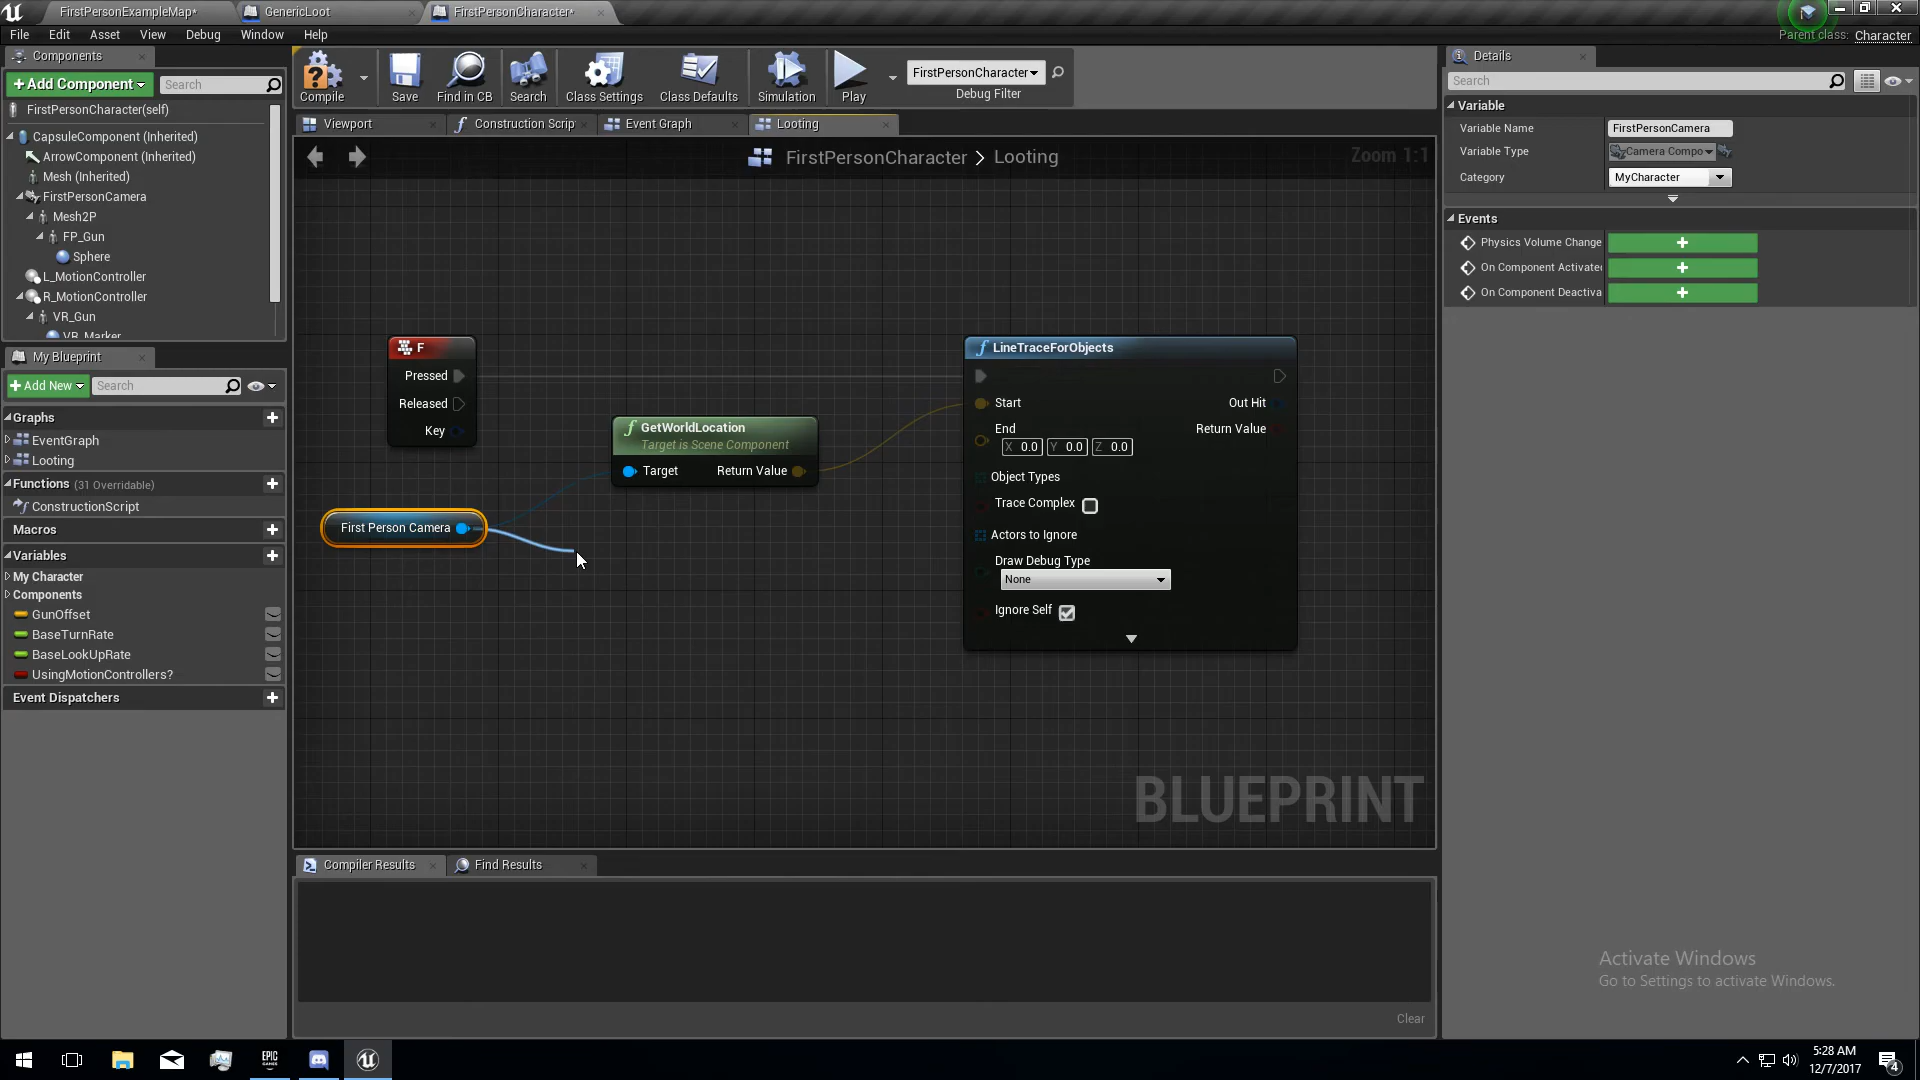 FirstPersonExampleMap*
GenericLoot
FirstPersonCharacter*
File Edit Asset View Debug Window Help
Parent class: Character
Components
+Add Component
Search
FirstPersonCharacter(self)
CapsuleComponent (Inherited)
ArrowComponent (Inherited)
Mesh (Inherited)
FirstPersonCamera
Mesh2P
FP_Gun
Sphere
L_MotionController
R_MotionController
VR_Gun
VR_Marker
My Blueprint
+Add New
Search
Graphs
EventGraph
Looting
Functions (31 Overridable)
ConstructionScript
Macros
Variables
My Character
Components
GunOffset
BaseTurnRate
BaseLookUpRate
UsingMotionControllers?
Event Dispatchers
Compile
Save
Find in CB
Search
Class Settings
Class Defaults
Simulation
Play
FirstPersonCharacter
Debug Filter
Viewport
Construction Scrip
Event Graph
Looting
FirstPersonCharacter > Looting
Zoom 1:1
F
Pressed
Released
Key
First Person Camera
GetWorldLocation
Target is Scene Component
Target
Return Value
LineTraceForObjects
Start
Out Hit
End
X 0.0 Y 0.0 Z 0.0
Return Value
Object Types
Trace Complex
Actors to Ignore
Draw Debug Type
None
Ignore Self
BLUEPRINT
Compiler Results
Find Results
Clear
Details
Search
Variable
Variable Name FirstPersonCamera
Variable Type Camera Compo
Category MyCharacter
Events
Physics Volume Change
On Component Activated
On Component Deactiva
Activate Windows
Go to Settings to activate Windows.
EPIC
GAMES
5:28 AM
12/7/2017
4